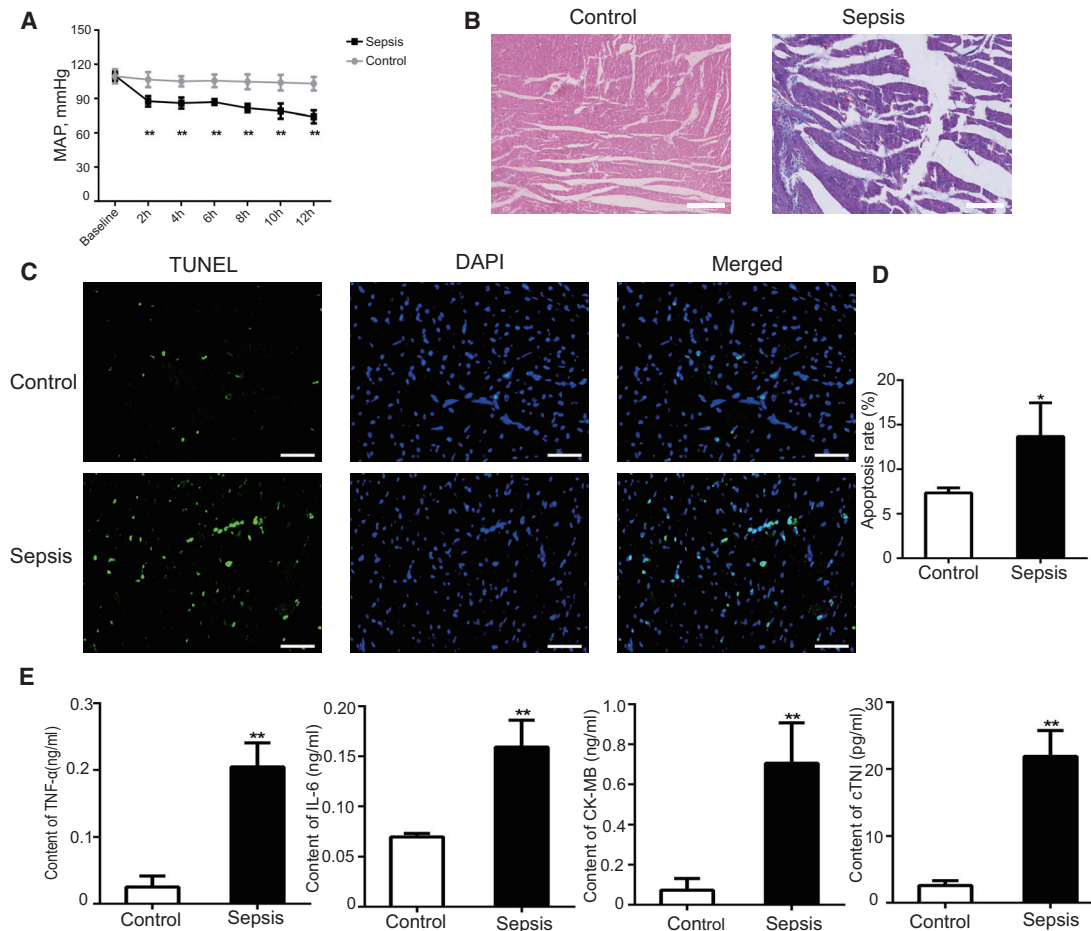 A
MAP, mmHg
150
120
90
60
30
0
Baseline
2h
4h
6h
8h
10h
12h
** ** ** ** ** **
Sepsis
Control
B
Control
Sepsis
C
TUNEL
DAPI
Merged
Control
Sepsis
D
Apoptosis rate (%)
20
15
10
5
0
*
Control
Sepsis
E
Content of TNF-α(ng/ml)
0.3
0.2
0.1
0
**
Control
Sepsis
Content of IL-6 (ng/ml)
0.20
0.15
0.10
0.05
0
**
Control
Sepsis
Content of CK-MB (ng/ml)
1.0
0.8
0.6
0.4
0.2
0.0
**
Control
Sepsis
Content of cTNI (pg/ml)
30
20
10
0
**
Control
Sepsis